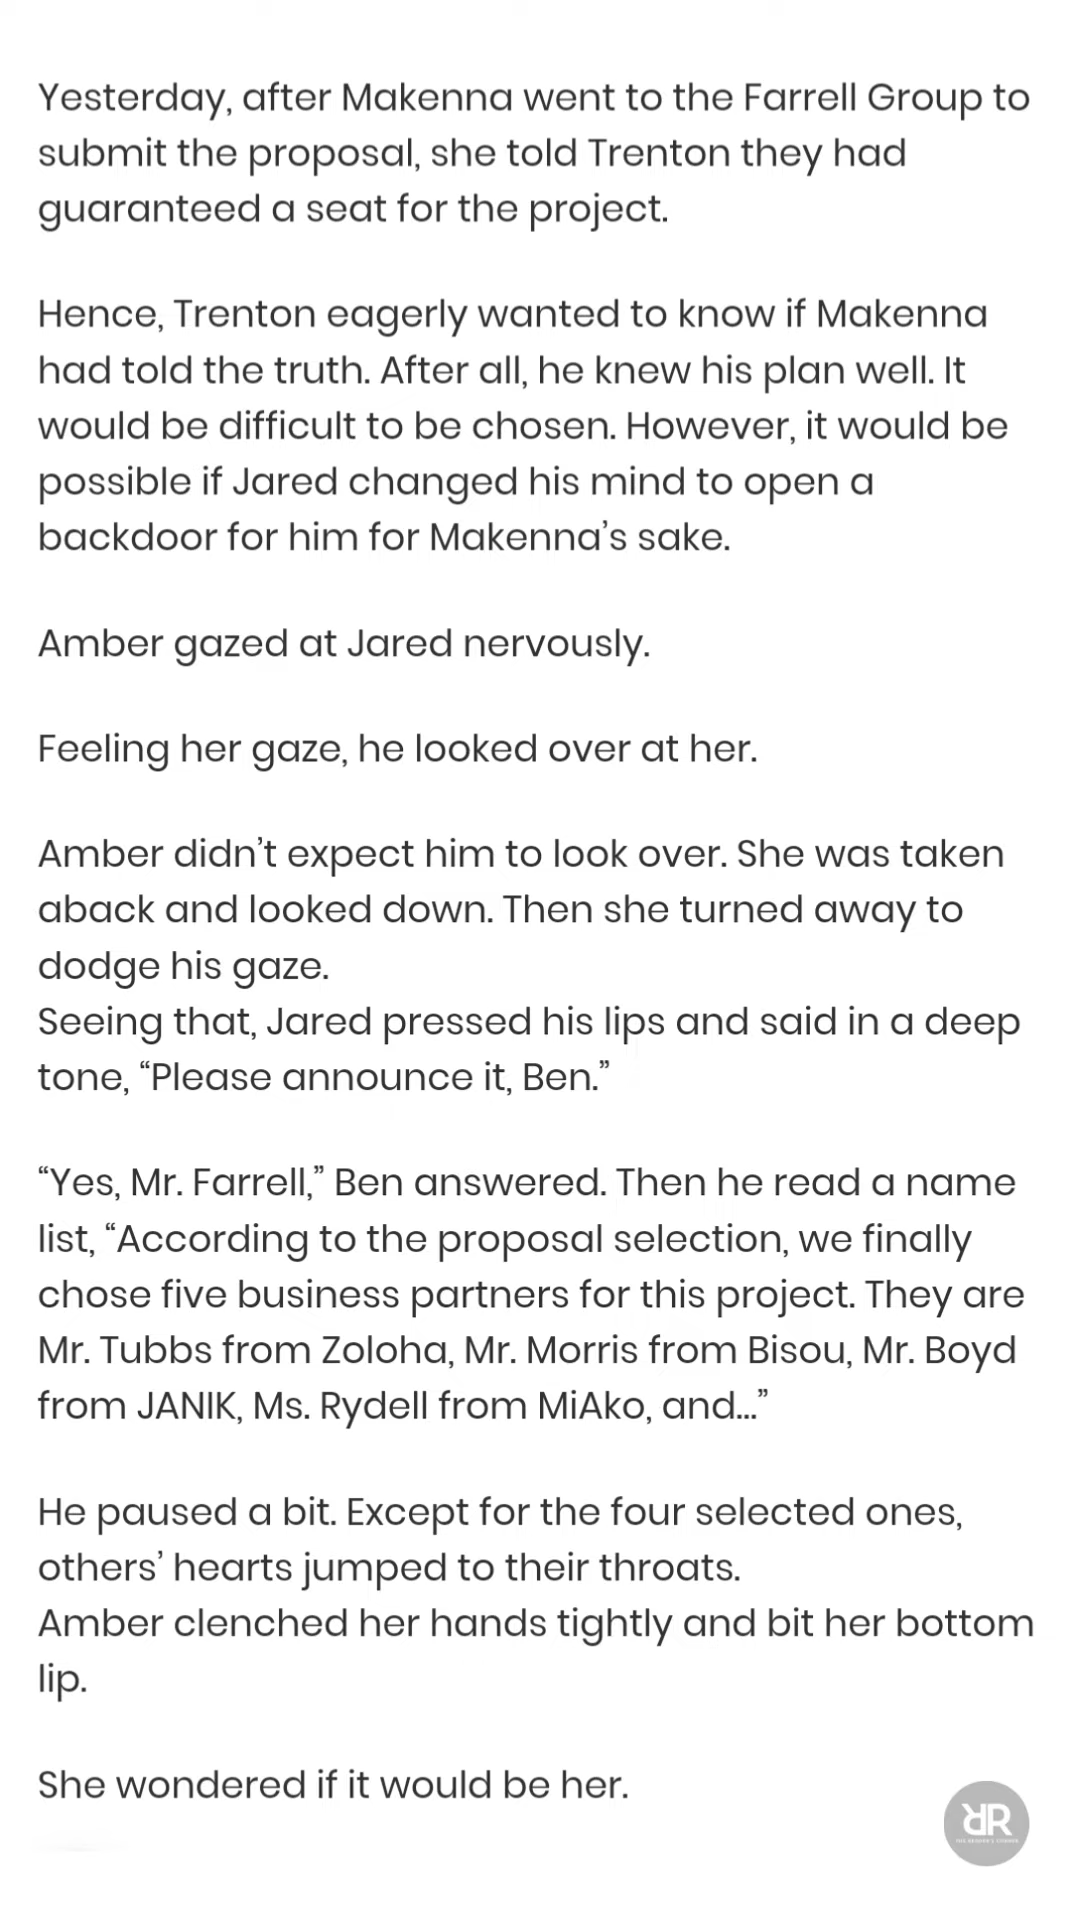 Yesterday, after Makenna went to the Farrell Group to
submit the proposal, she told Trenton they had
guaranteed a seat for the project.
Hence, Trenton eagerly wanted to know if Makenna
had told the truth. After all, he knew his plan well. It
would be difficult to be chosen. However, it would be
possible if Jared changed his mind to open a
backdoor for him for Makenna’s sake.
Amber gazed at Jared nervously.
Feeling her gaze, he looked over at her.
Amber didn’t expect him to look over. She was taken
aback and looked down. Then she turned away to
dodge his gaze.
Seeing that, Jared pressed his lips and said in a deep
tone, “Please announce it, Ben.”
“Yes, Mr. Farrell,” Ben answered. Then he read a name
list, “According to the proposal selection, we finally
chose five business partners for this project. They are
Mr. Tubbs from Zoloha, Mr. Morris from Bisou, Mr. Boyd
from JANIK, Ms. Rydell from MiAko, and…”
He paused a bit. Except for the four selected ones,
others’ hearts jumped to their throats.
Amber clenched her hands tightly and bit her bottom
lip.
She wondered if it would be her.
RR
THE READER'S CORNER